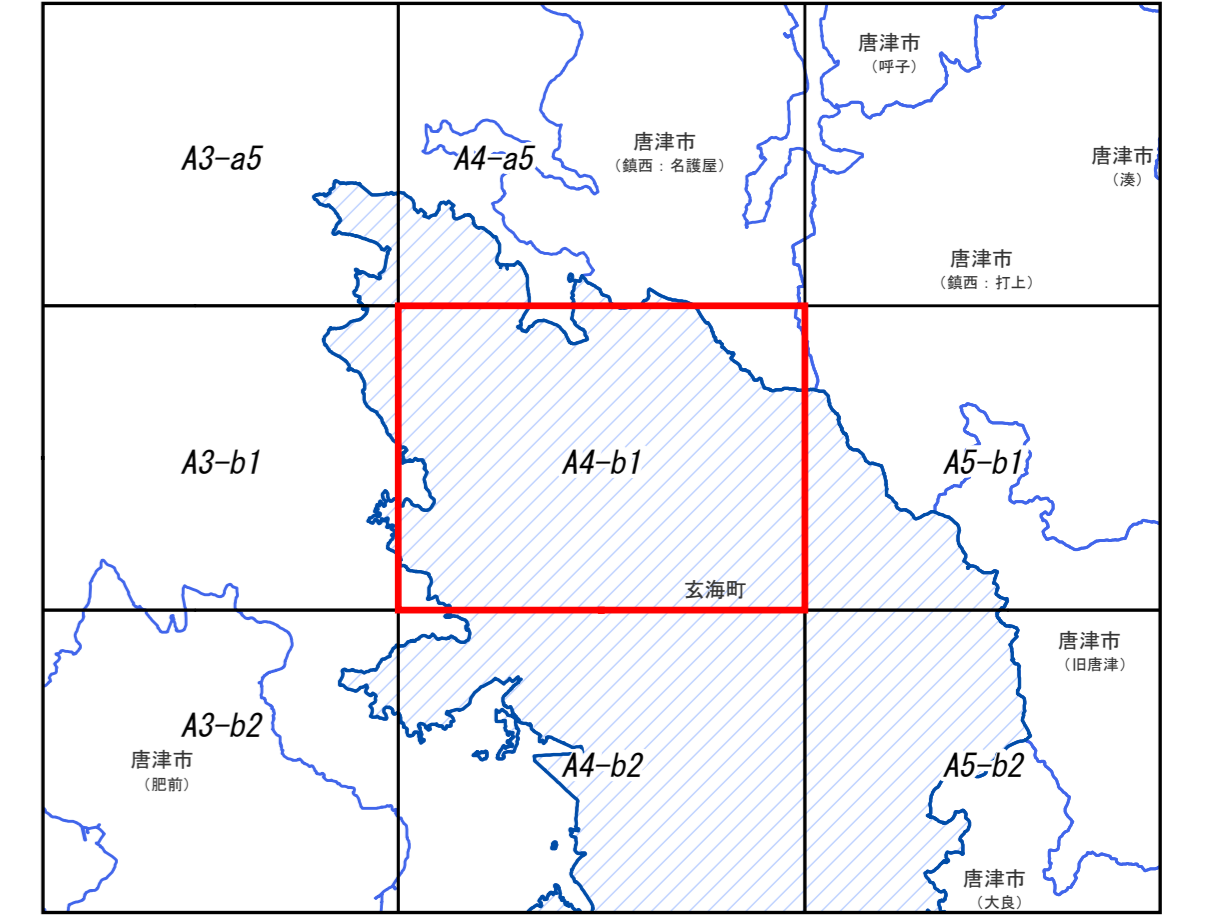 唐津市
（呼子）
A3-a5
A4-a5
唐津市
（鎮西：名護屋）
唐津市
（湊）
唐津市
（鎮西：打上）
A3-b1
A4-b1
A5-b1
玄海町
唐津市
（旧唐津）
A3-b2
唐津市
（肥前）
A4-b2
A5-b2
唐津市
（大良）